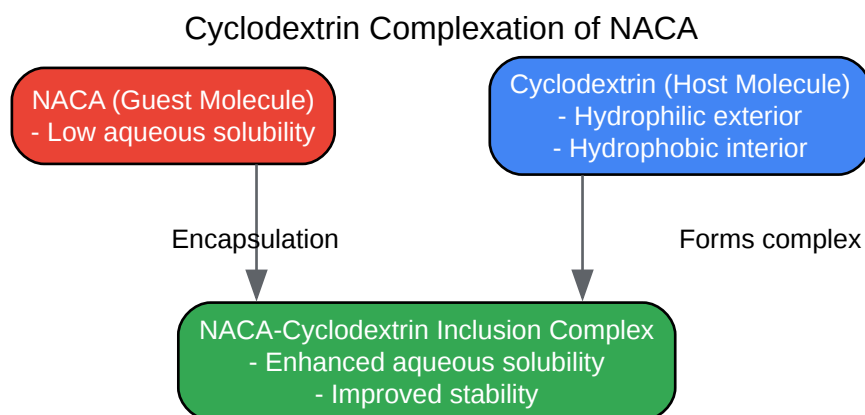 Cyclodextrin Complexation of NACA
NACA (Guest Molecule)
- Low aqueous solubility
Cyclodextrin (Host Molecule)
- Hydrophilic exterior
- Hydrophobic interior
Encapsulation
Forms complex
NACA-Cyclodextrin Inclusion Complex
- Enhanced aqueous solubility
- Improved stability